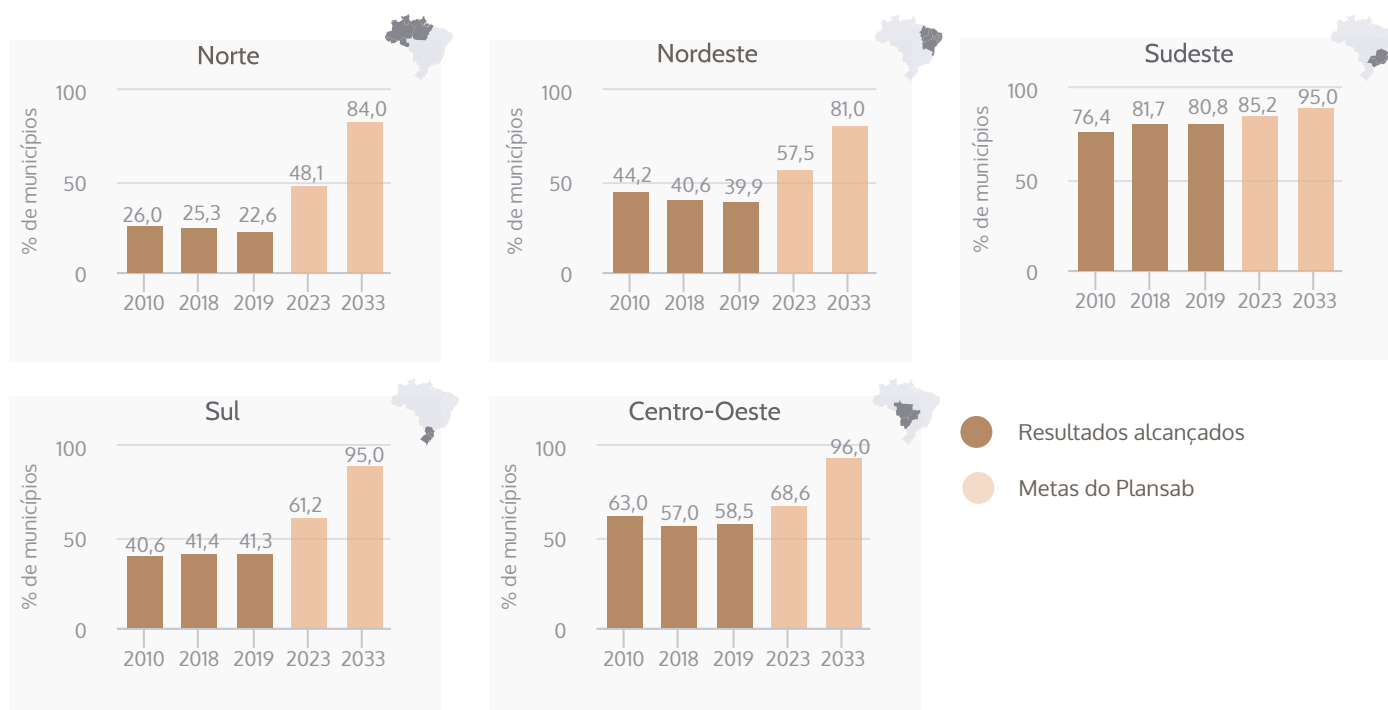 Norte
% de municípios
100
50
0
26,0 25,3 22,6 48,1 84,0
2010 2018 2019 2023 2033
Nordeste
% de municípios
100
50
0
44,2 40,6 39,9 57,5 81,0
2010 2018 2019 2023 2033
Sudeste
% de municípios
100
50
0
76,4 81,7 80,8 85,2 95,0
2010 2018 2019 2023 2033
Sul
% de municípios
100
50
0
40,6 41,4 41,3 61,2 95,0
2010 2018 2019 2023 2033
Centro-Oeste
% de municípios
100
50
0
63,0 57,0 58,5 68,6 96,0
2010 2018 2019 2023 2033
Resultados alcançados
Metas do Plansab